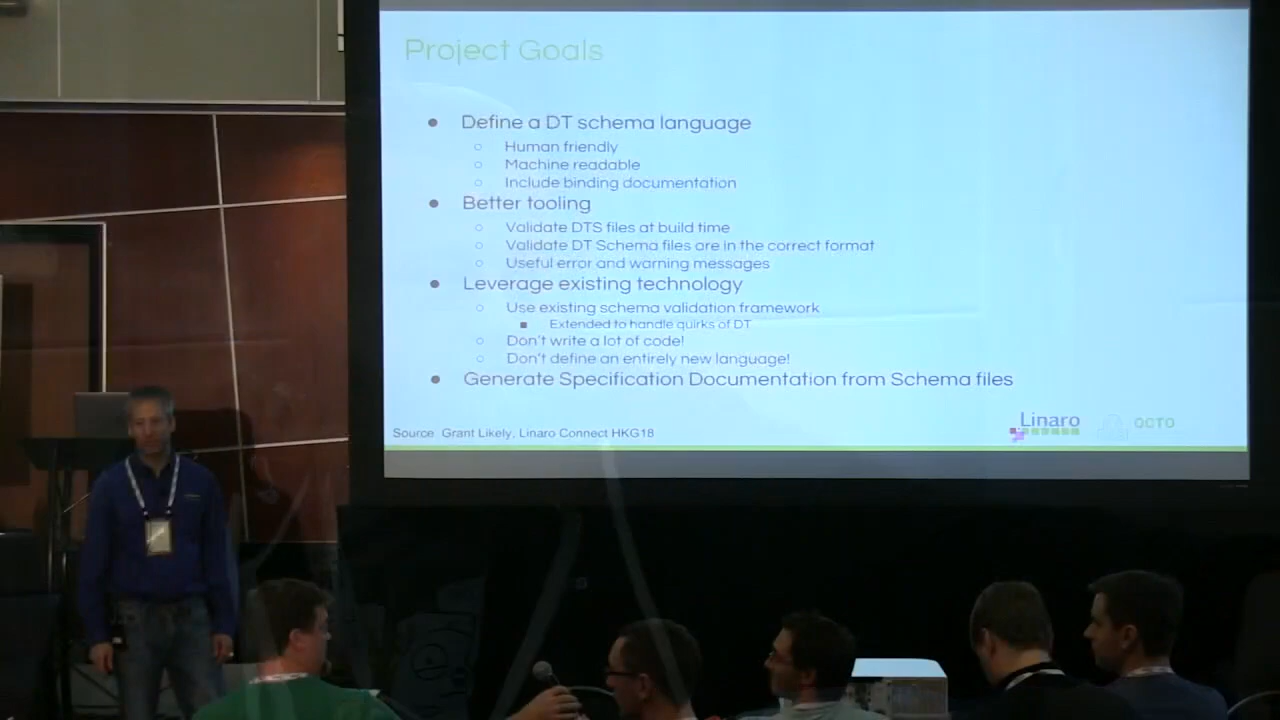 Project Goals
Define a DT schema language
Human friendly
Machine readable
Include binding documentation
Better tooling
Validate DTS files at build time
Validate DT Schema files are in the correct format
Useful error and warning messages
Leverage existing technology
Use existing schema validation framework
Extended to handle quirks of DT
Don't write a lot of code!
Don't define an entirely new language!
Generate Specification Documentation from Schema files
Source: Grant Likely, Linaro Connect HKG18
Linaro
OCTO